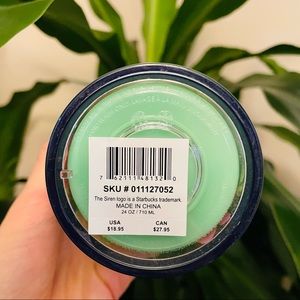 7 62111 48132 0
SKU # 011127052
The Siren logo is a Starbucks trademark
MADE IN CHINA
24 OZ / 710 ML
USA CAN
$18.95 $27.95